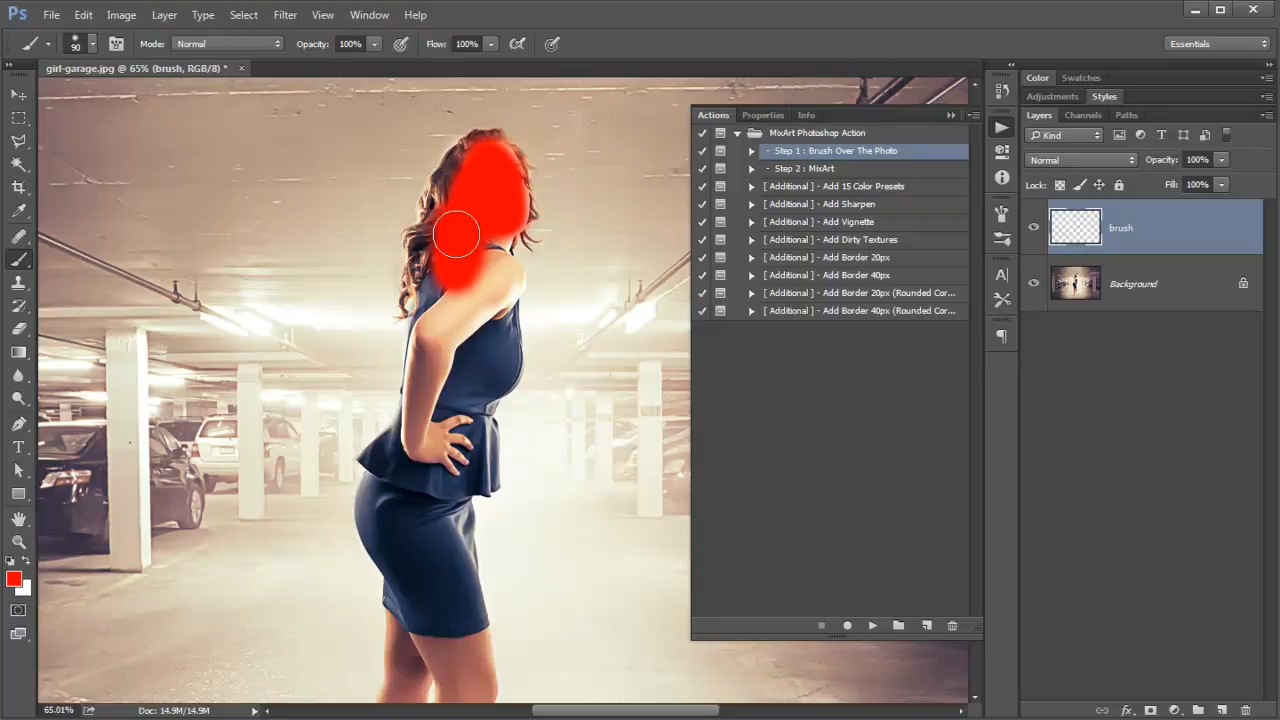 Ps File Edit Image Layer Type Select Filter View Window Help
90 Mode: Normal Opacity: 100% Flow: 100% Essentials
girl-garage.jpg @ 65% (brush, RGB/8) * ×
Color Swatches
Adjustments Styles
Actions Properties Info
Layers Channels Paths
MixArt Photoshop Action
Kind
- Step 1 : Brush Over The Photo
Normal Opacity: 100%
- Step 2 : MixArt
[ Additional ] - Add 15 Color Presets
Lock: Fill: 100%
[ Additional ] - Add Sharpen
[ Additional ] - Add Vignette
brush
[ Additional ] - Add Dirty Textures
[ Additional ] - Add Border 20px
[ Additional ] - Add Border 40px
Background
[ Additional ] - Add Border 20px (Rounded Cor...
[ Additional ] - Add Border 40px (Rounded Cor...
65.01% Doc: 14.9M/14.9M